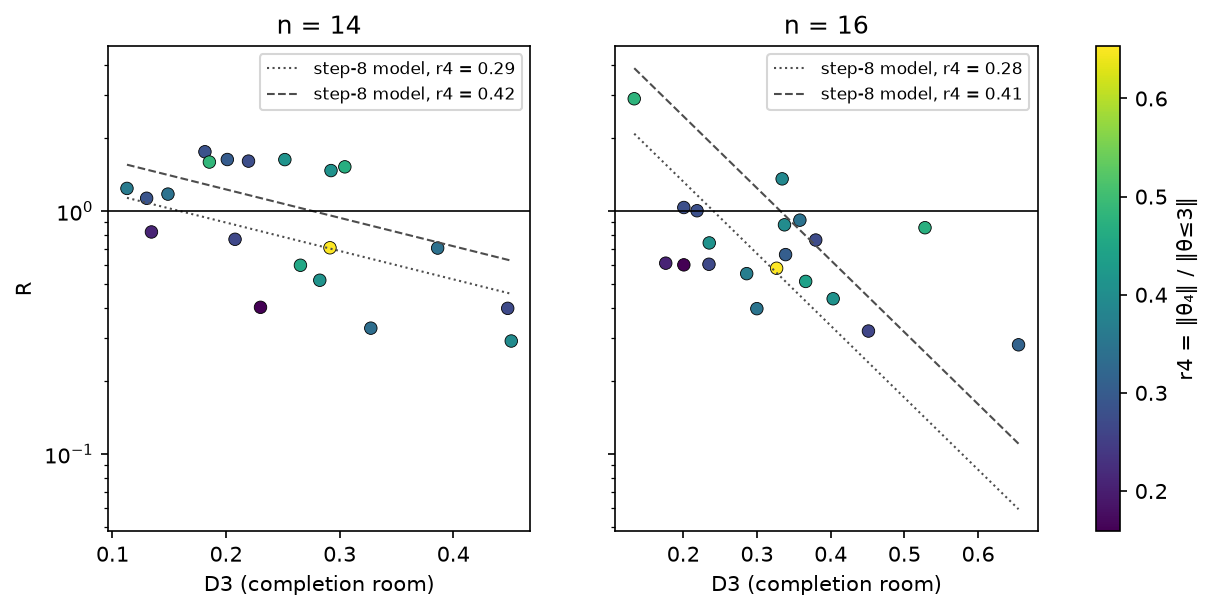 n = 14
step-8 model, r4 = 0.29
step-8 model, r4 = 0.42
10⁰
10⁻¹
R
0.1 0.2 0.3 0.4
D3 (completion room)
n = 16
step-8 model, r4 = 0.28
step-8 model, r4 = 0.41
0.2 0.3 0.4 0.5 0.6
D3 (completion room)
0.6
0.5
0.4
0.3
0.2
r4 = ‖θ₄‖ / ‖θ≤3‖